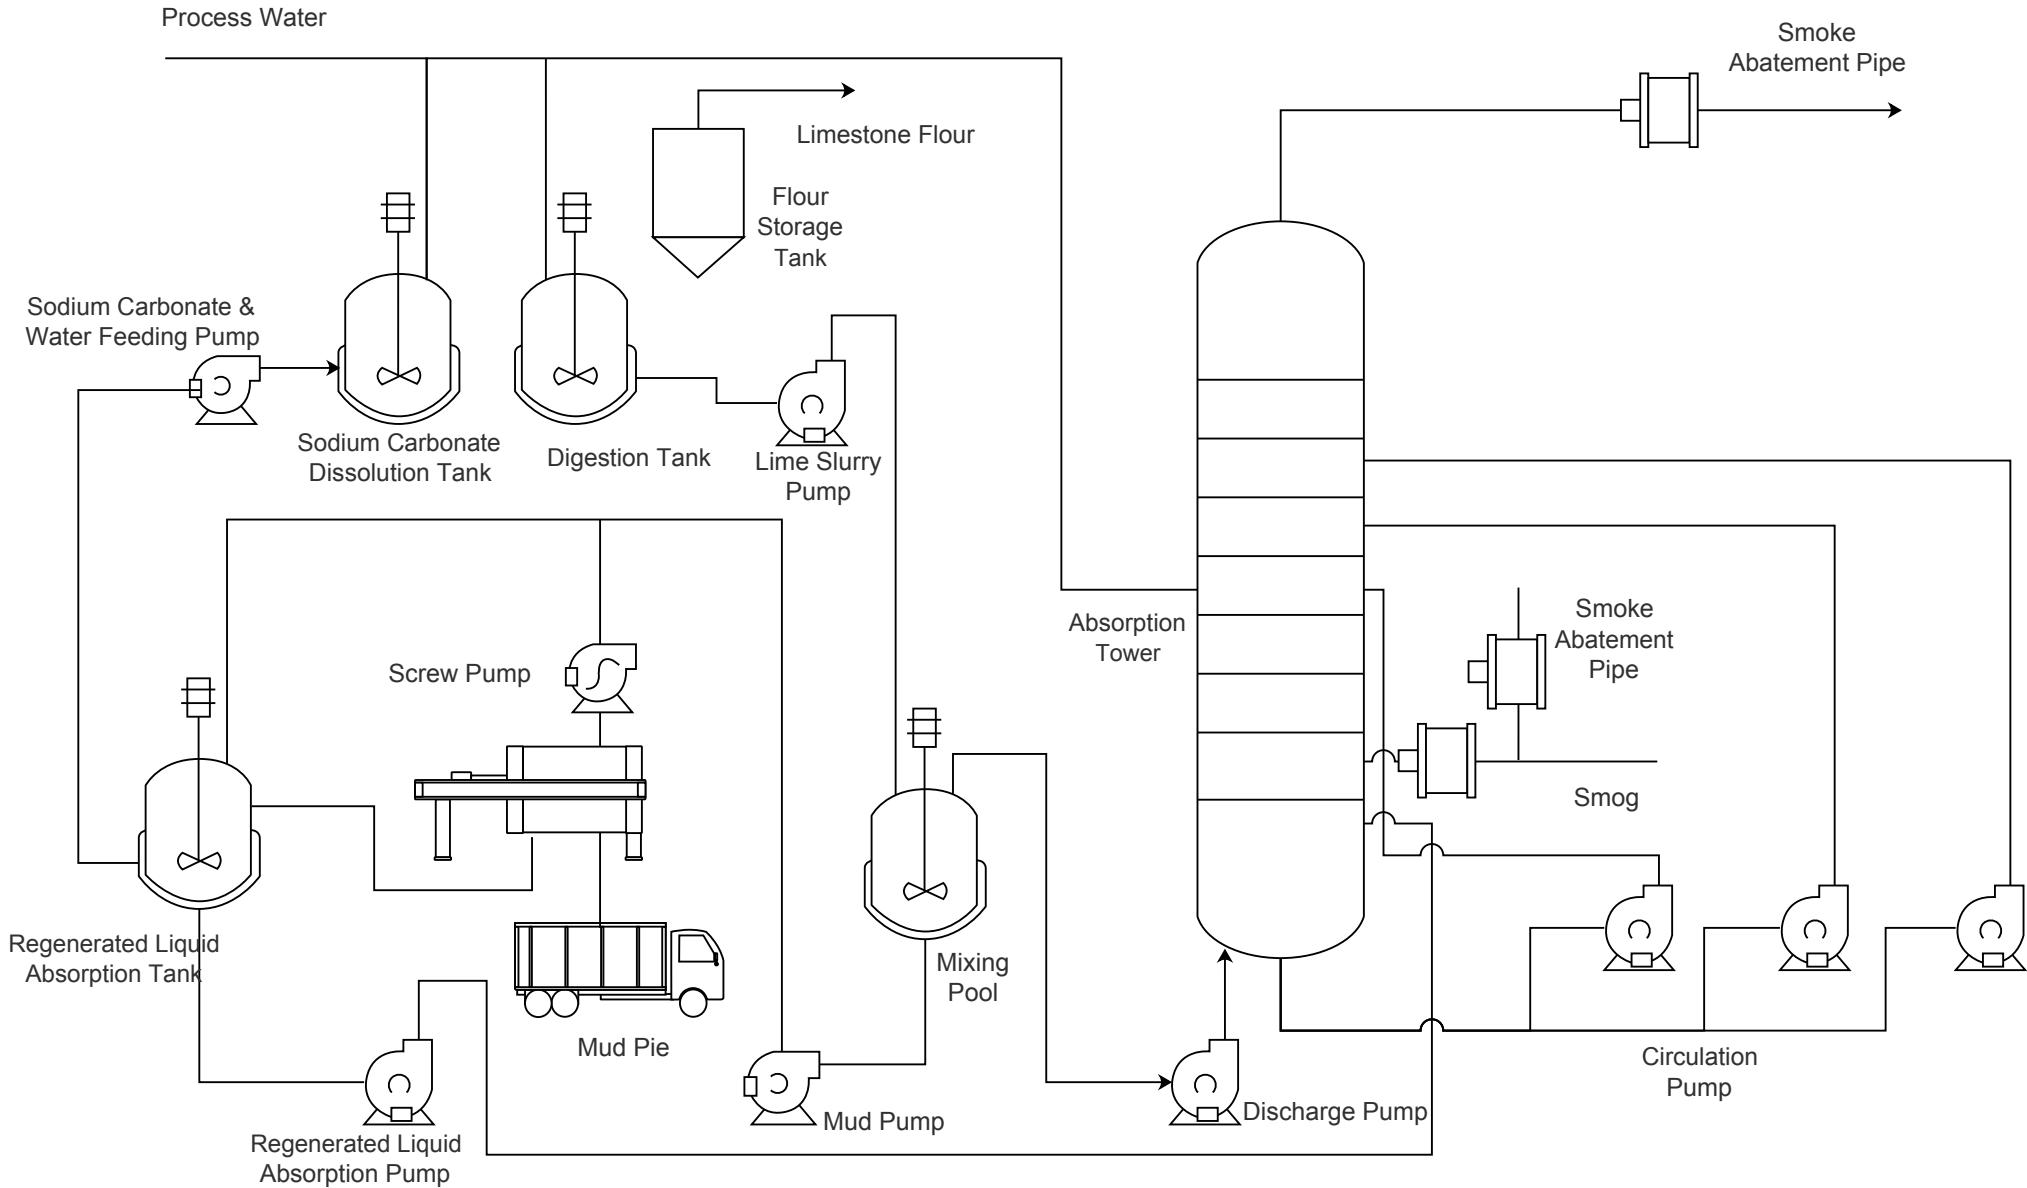 Process Water
Smoke
Abatement Pipe
Limestone Flour
Flour
Storage
Tank
Sodium Carbonate &
Water Feeding Pump
Sodium Carbonate
Dissolution Tank
Digestion Tank
Lime Slurry
Pump
Absorption
Tower
Smoke
Abatement
Pipe
Screw Pump
Smog
Regenerated Liquid
Absorption Tank
Mixing
Pool
Mud Pie
Circulation
Pump
Mud Pump
Discharge Pump
Regenerated Liquid
Absorption Pump